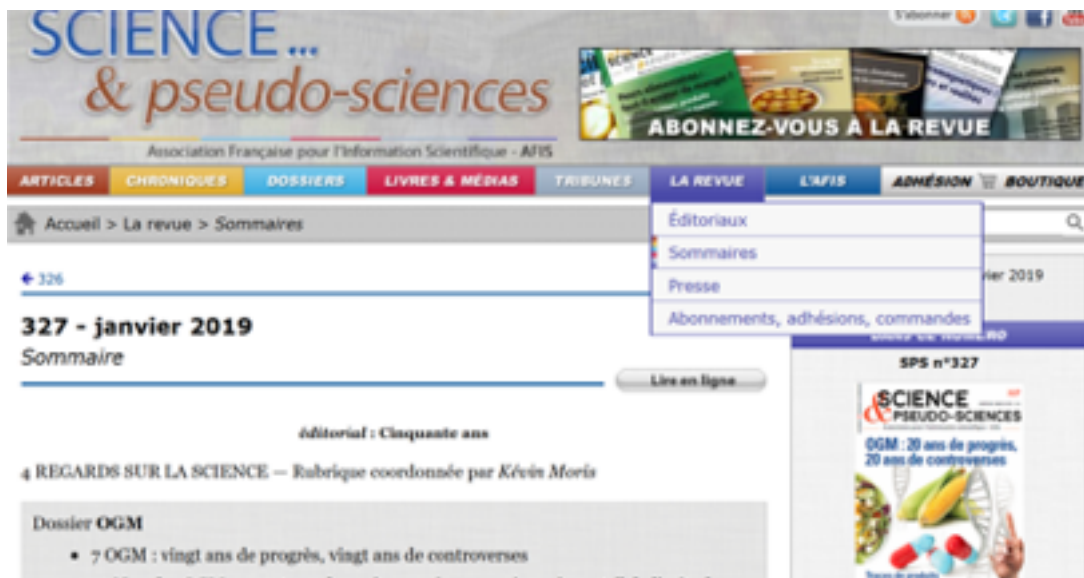 S'abonner
SCIENCE...
& pseudo-sciences
ABONNEZ-VOUS À LA REVUE
Association Française pour l'Information Scientifique - AFIS
ARTICLES CHRONIQUES DOSSIERS LIVRES & MÉDIAS TRIBUNES LA REVUE L'AFIS ADHÉSION BOUTIQUE
Accueil > La revue > Sommaires
Éditoriaux
Sommaires
Presse
Abonnements, adhésions, commandes
← 326
2019
327 - janvier 2019
Sommaire
Lire en ligne
SPS n°327
SCIENCE
& PSEUDO-SCIENCES
OGM : 20 ans de progrès,
20 ans de controverses
éditorial : Cinquante ans
4 REGARDS SUR LA SCIENCE — Rubrique coordonnée par Kévin Moris
Dossier OGM
• 7 OGM : vingt ans de progrès, vingt ans de controverses